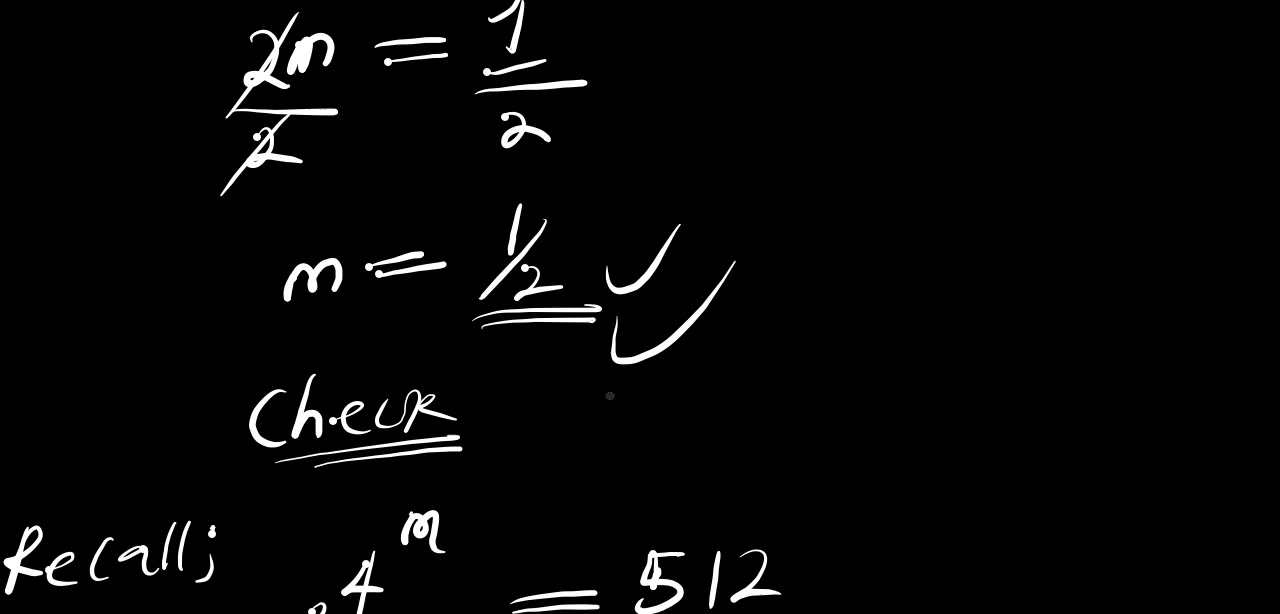 2m/2 = 1/2
m = 1/2
Check
Recall; 4^m = 512